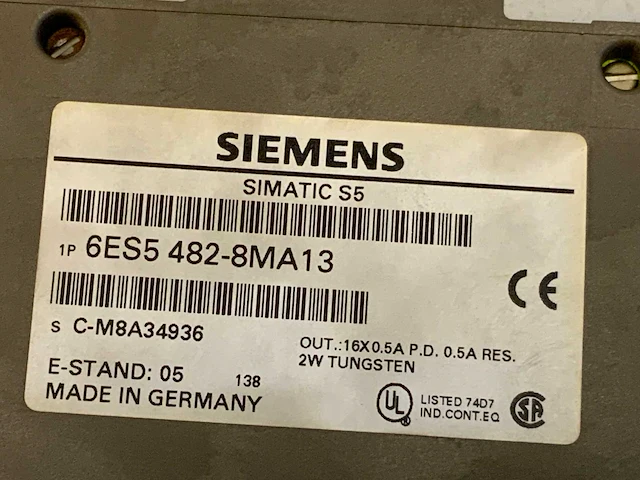 SIEMENS
SIMATIC S5
1P 6ES5 482-8MA13
CE
S C-M8A34936
OUT.:16X0.5A P.D. 0.5A RES.
2W TUNGSTEN
E-STAND: 05 138
MADE IN GERMANY
UL ® LISTED 74D7
IND.CONT.EQ
SA